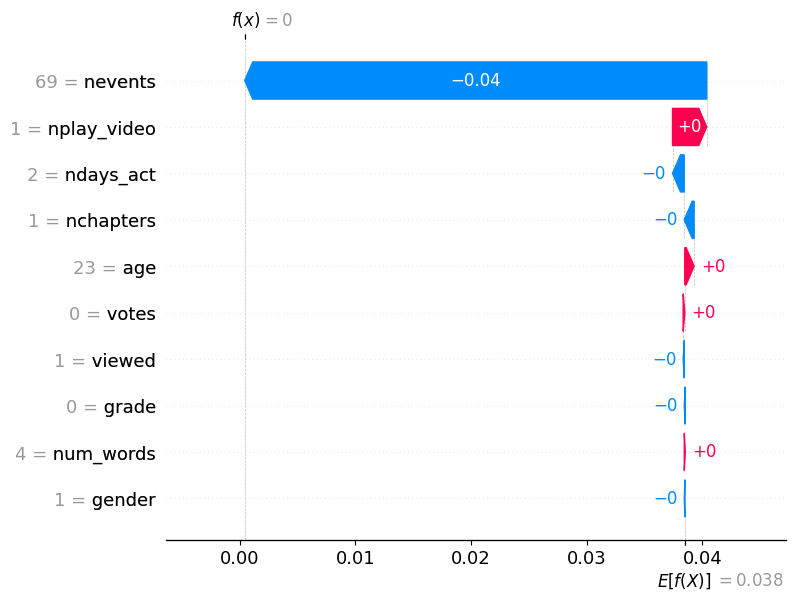 f(x) = 0
69 = nevents
−0.04
1 = nplay_video
+0
2 = ndays_act
−0
1 = nchapters
−0
23 = age
+0
0 = votes
+0
1 = viewed
−0
0 = grade
−0
4 = num_words
+0
1 = gender
−0
0.00 0.01 0.02 0.03 0.04
E[f(X)] = 0.038